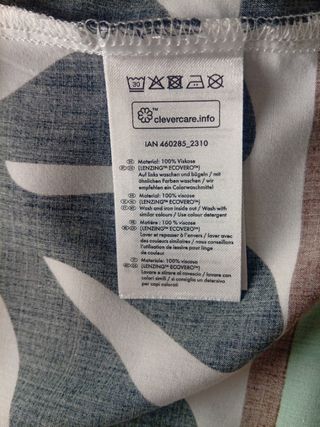 30
clevercare.info
IAN 460285_2310
Material: 100% Viskose
(LENZING™ ECOVERO™)
Auf links waschen und bügeln / mit
ähnlichen Farben waschen / wir
empfehlen ein Colorwaschmittel
Material: 100% viscose
(LENZING™ ECOVERO™)
Wash and iron inside out / Wash with
similar colours / Use colour detergent
Matière : 100 % viscose
(LENZING™ ECOVERO™)
Laver et repasser à l'envers / laver avec
des couleurs similaires / nous conseillons
l'utilisation de lessive pour linge
de couleur
Materiale: 100% viscosa
(LENZING™ ECOVERO™)
Lavare e stirare al rovescio / lavare con
colori simili / si consiglia un detersivo
per capi colorati